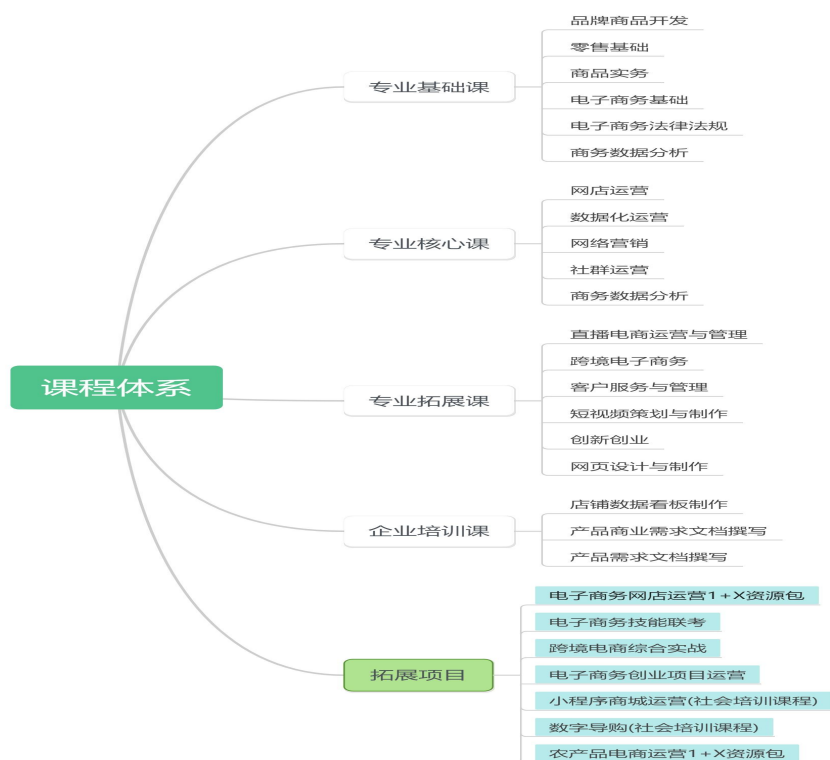 课程体系
专业基础课
品牌商品开发
零售基础
商品实务
电子商务基础
电子商务法律法规
商务数据分析
专业核心课
网店运营
数据化运营
网络营销
社群运营
商务数据分析
专业拓展课
直播电商运营与管理
跨境电子商务
客户服务与管理
短视频策划与制作
创新创业
网页设计与制作
企业培训课
店铺数据看板制作
产品商业需求文档撰写
产品需求文档撰写
拓展项目
电子商务网店运营1+X资源包
电子商务技能联考
跨境电商综合实战
电子商务创业项目运营
小程序商城运营(社会培训课程)
数字导购(社会培训课程)
农产品电商运营1+X资源包